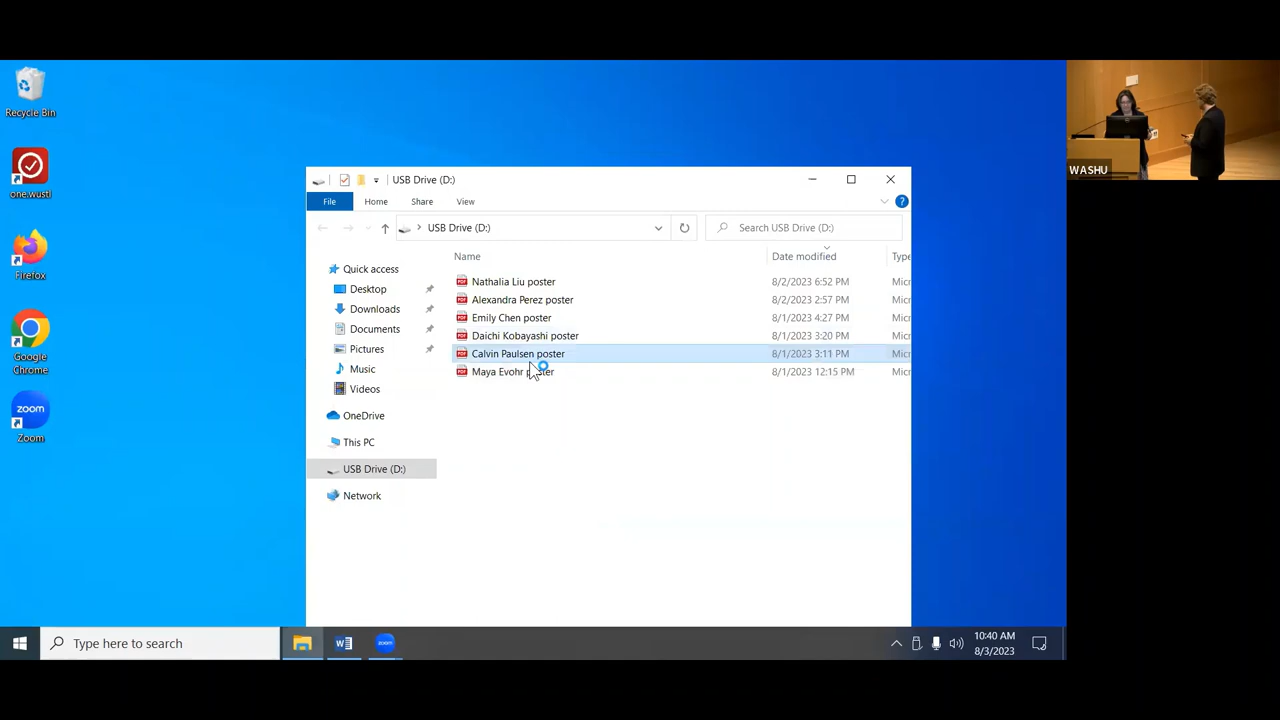 Recycle Bin
one.wustl
Firefox
Google
Chrome
Zoom
USB Drive (D:)
File Home Share View
USB Drive (D:)
Search USB Drive (D:)
Name Date modified Type
Nathalia Liu poster 8/2/2023 6:52 PM Micr
Alexandra Perez poster 8/2/2023 2:57 PM Micr
Emily Chen poster 8/1/2023 4:27 PM Micr
Daichi Kobayashi poster 8/1/2023 3:20 PM Micr
Calvin Paulsen poster 8/1/2023 3:11 PM Micr
Maya Evohr poster 8/1/2023 12:15 PM Micr
Quick access
Desktop
Downloads
Documents
Pictures
Music
Videos
OneDrive
This PC
USB Drive (D:)
Network
Type here to search
zoom
10:40 AM
8/3/2023
WASHU